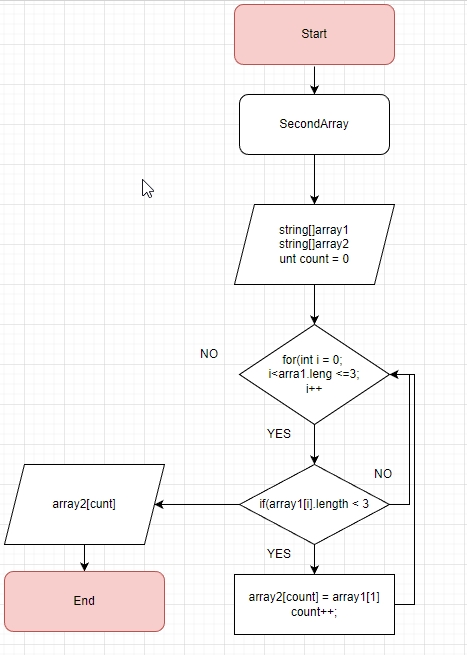 Start
SecondArray
string[]array1
string[]array2
unt count = 0
NO
for(int i = 0;
i<arra1.leng <=3;
i++
YES
NO
array2[cunt]
if(array1[i].length < 3
YES
End
array2[count] = array1[1]
count++;